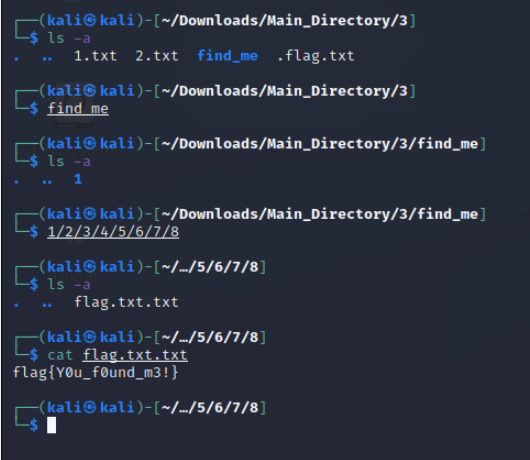 ┌──(kali㉿kali)-[~/Downloads/Main_Directory/3]
└─$ ls -a
.  ..  1.txt  2.txt  find_me  .flag.txt
┌──(kali㉿kali)-[~/Downloads/Main_Directory/3]
└─$ find_me
┌──(kali㉿kali)-[~/Downloads/Main_Directory/3/find_me]
└─$ ls -a
.  ..  1
┌──(kali㉿kali)-[~/Downloads/Main_Directory/3/find_me]
└─$ 1/2/3/4/5/6/7/8
┌──(kali㉿kali)-[~/…/5/6/7/8]
└─$ ls -a
.  ..  flag.txt.txt
┌──(kali㉿kali)-[~/…/5/6/7/8]
└─$ cat flag.txt.txt
flag{Y0u_f0und_m3!}
┌──(kali㉿kali)-[~/…/5/6/7/8]
└─$